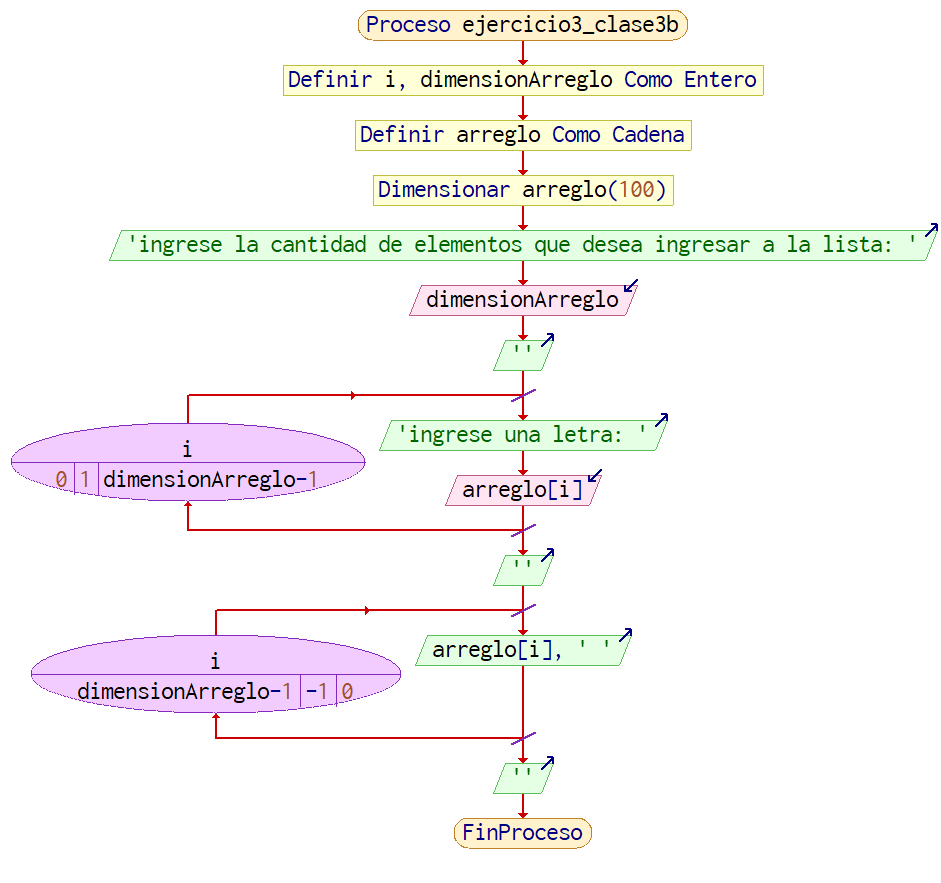 Proceso ejercicio3_clase3b
Definir i, dimensionArreglo Como Entero
Definir arreglo Como Cadena
Dimensionar arreglo(100)
'ingrese la cantidad de elementos que desea ingresar a la lista: '
dimensionArreglo
''
i
0 1 dimensionArreglo-1
'ingrese una letra: '
arreglo[i]
''
i
dimensionArreglo-1 -1 0
arreglo[i], ' '
''
FinProceso